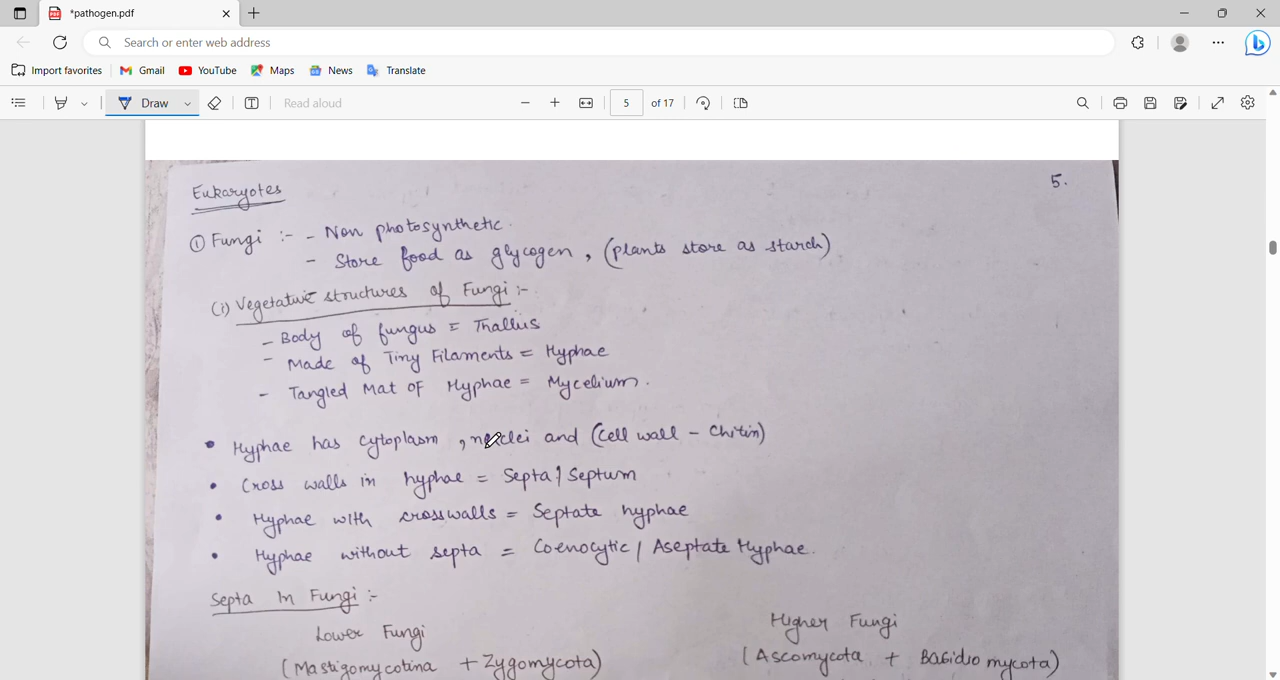 *pathogen.pdf
Search or enter web address
Import favorites Gmail YouTube Maps News Translate
Draw Read aloud 5 of 17
5.
Eukaryotes
① Fungi :- - Non photosynthetic.
- Store food as glycogen, (plants store as starch)
(i) Vegetative structures of Fungi :-
- Body of fungus = Thallus
- Made of Tiny Filaments = Hyphae
- Tangled Mat of Hyphae = Mycelium.
• Hyphae has cytoplasm, nuclei and (cell wall - Chitin)
• Cross walls in hyphae = Septa / Septum
• Hyphae with crosswalls = Septate hyphae
• Hyphae without septa = Coenocytic / Aseptate Hyphae.
Septa In Fungi :-
Lower Fungi Higher Fungi
(Mastigomycotina + Zygomycota) (Ascomycota + Basidiomycota)